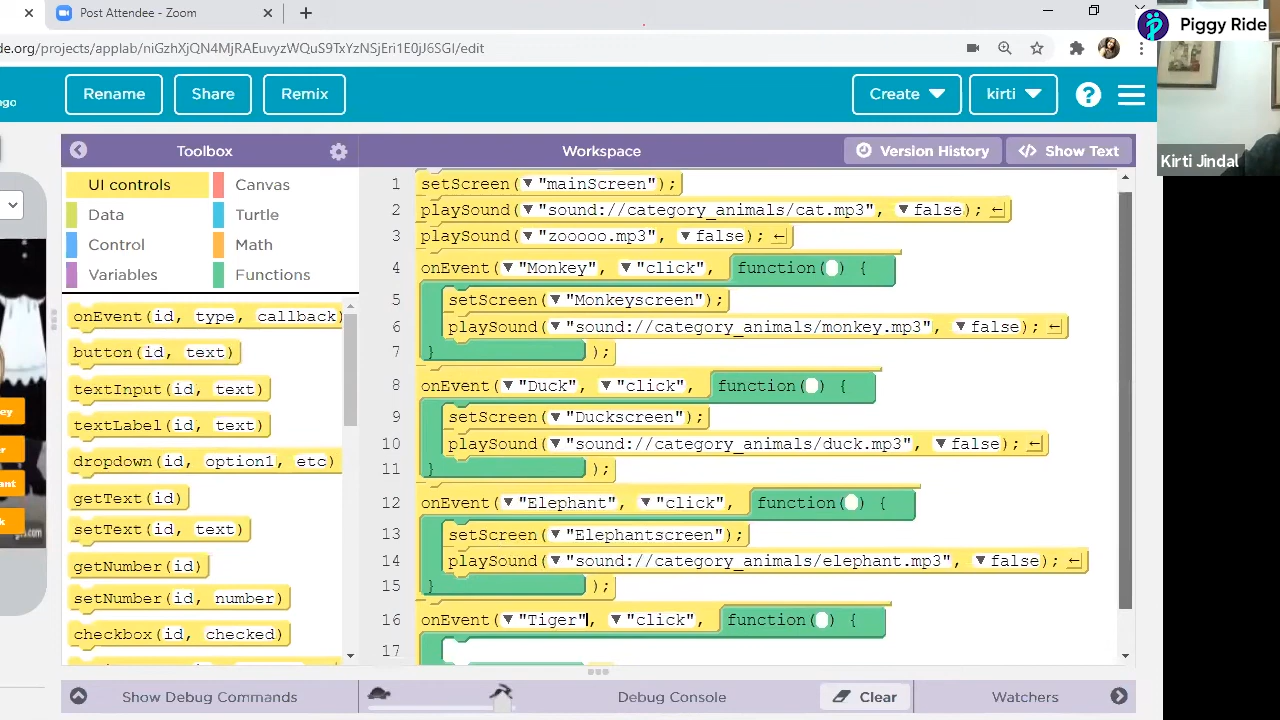 Post Attendee - Zoom
Piggy Ride
de.org/projects/applab/niGzhXjQN4MjRAEuvyzWQuS9TxYzNSjEri1E0jJ6SGI/edit
ago
Rename
Share
Remix
Create
kirti
?
Kirti Jindal
Toolbox
Workspace
Version History
</> Show Text
UI controls
Canvas
Data
Turtle
Control
Math
Variables
Functions
onEvent(id, type, callback)
button(id, text)
textInput(id, text)
textLabel(id, text)
dropdown(id, option1, etc)
getText(id)
setText(id, text)
getNumber(id)
setNumber(id, number)
checkbox(id, checked)
1 setScreen("mainScreen");
2 playSound("sound://category_animals/cat.mp3", false);
3 playSound("zooooo.mp3", false);
4 onEvent("Monkey", "click", function() {
5 setScreen("Monkeyscreen");
6 playSound("sound://category_animals/monkey.mp3", false);
7 } );
8 onEvent("Duck", "click", function() {
9 setScreen("Duckscreen");
10 playSound("sound://category_animals/duck.mp3", false);
11 } );
12 onEvent("Elephant", "click", function() {
13 setScreen("Elephantscreen");
14 playSound("sound://category_animals/elephant.mp3", false);
15 } );
16 onEvent("Tiger", "click", function() {
17
ey
er
ant
k
Show Debug Commands
Debug Console
Clear
Watchers